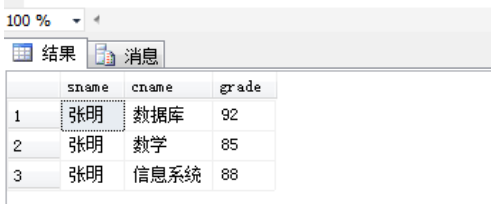 100 %
结果 消息
sname cname grade
1 张明 数据库 92
2 张明 数学 85
3 张明 信息系统 88